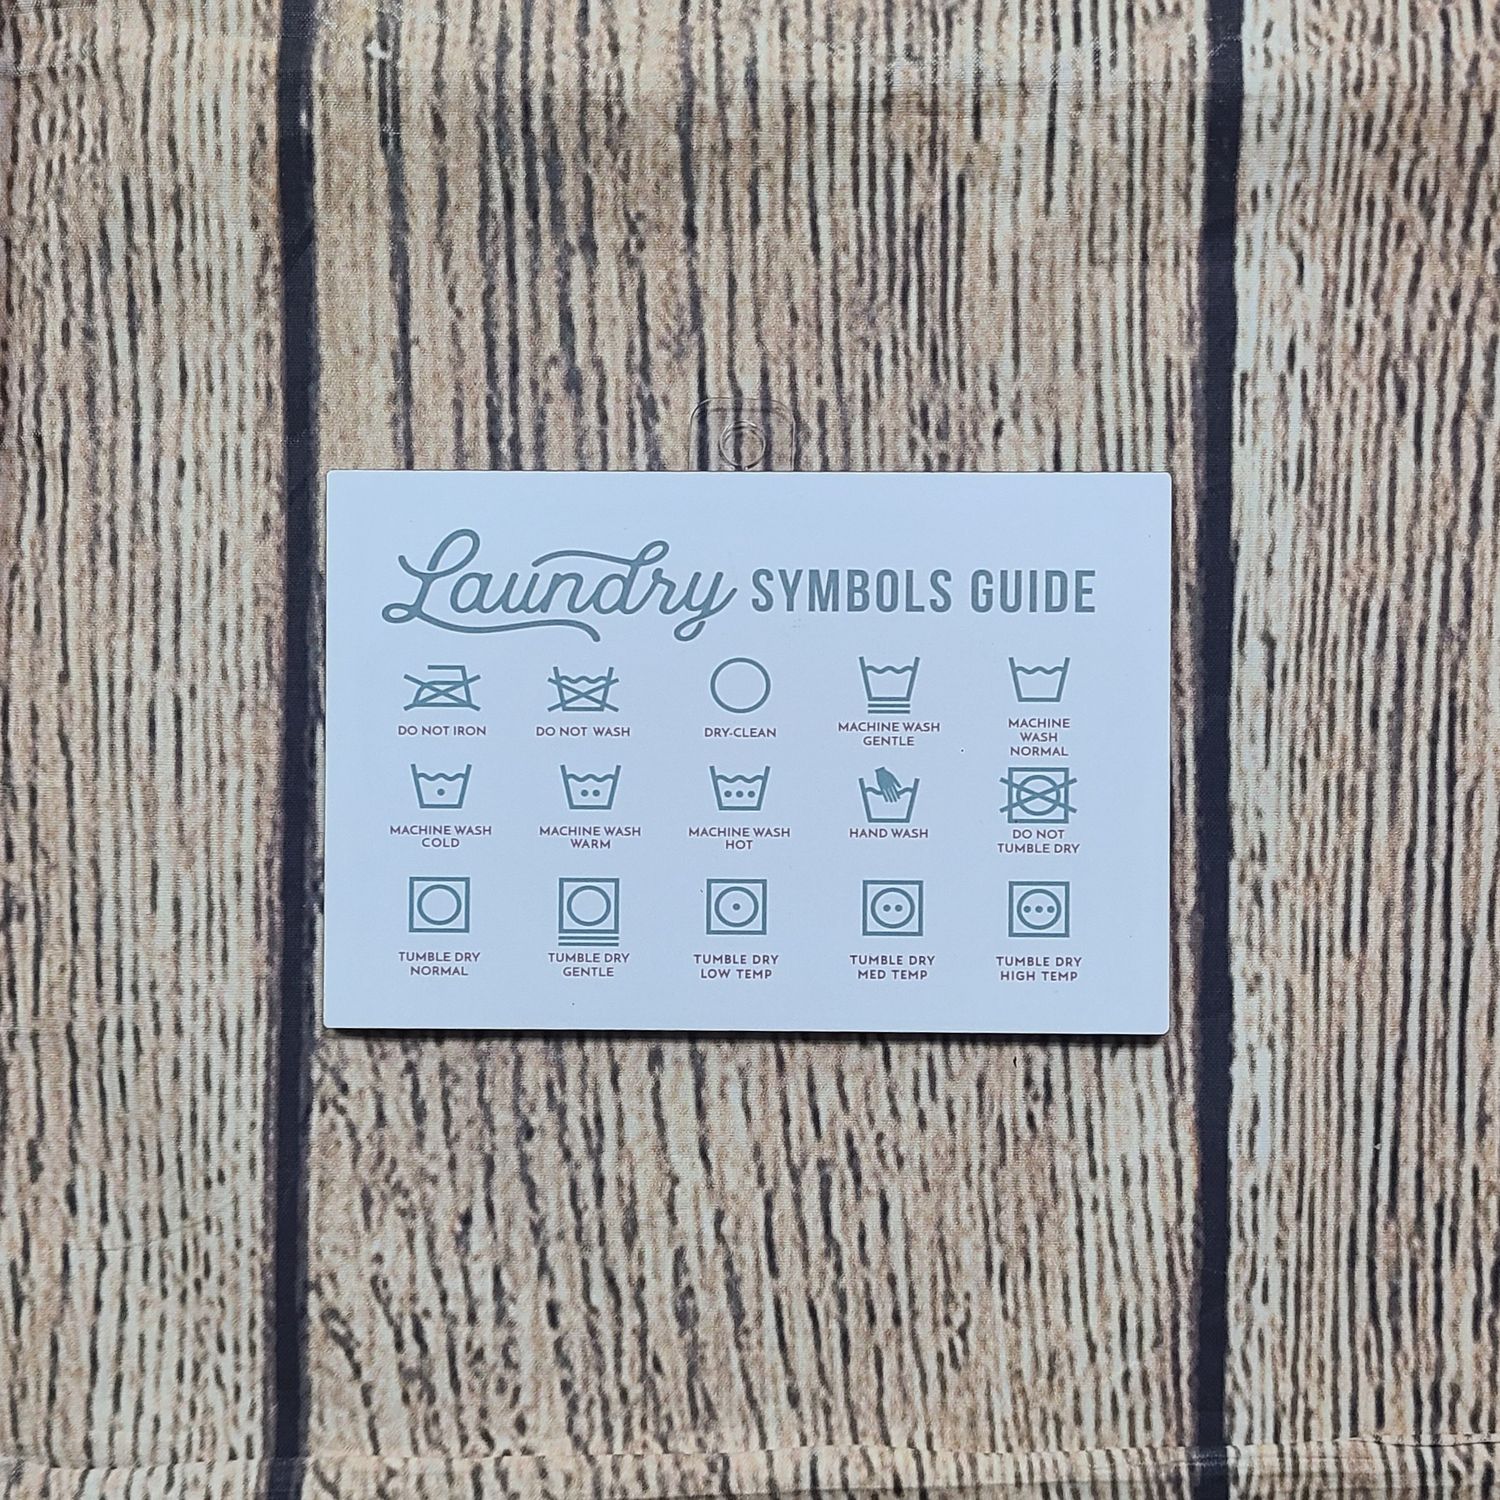 Laundry SYMBOLS GUIDE
DO NOT IRON
DO NOT WASH
DRY-CLEAN
MACHINE WASH
GENTLE
MACHINE
WASH
NORMAL
MACHINE WASH
COLD
MACHINE WASH
WARM
MACHINE WASH
HOT
HAND WASH
DO NOT
TUMBLE DRY
TUMBLE DRY
NORMAL
TUMBLE DRY
GENTLE
TUMBLE DRY
LOW TEMP
TUMBLE DRY
MED TEMP
TUMBLE DRY
HIGH TEMP